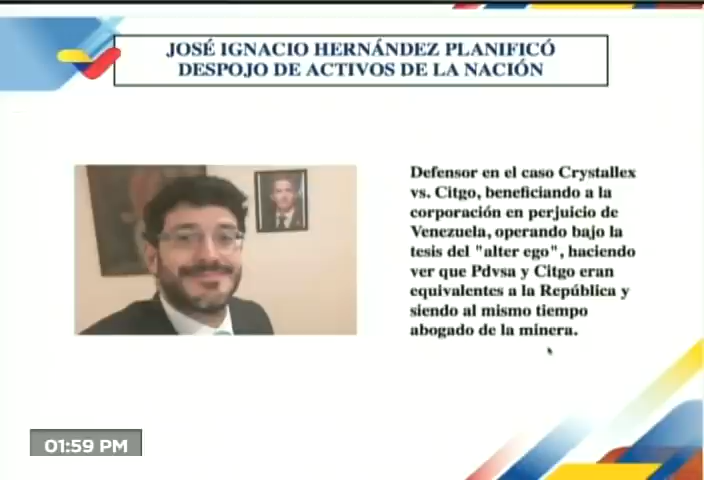 JOSÉ IGNACIO HERNÁNDEZ PLANIFICÓ
DESPOJO DE ACTIVOS DE LA NACIÓN
Defensor en el caso Crystallex
vs. Citgo, beneficiando a la
corporación en perjuicio de
Venezuela, operando bajo la
tesis del "alter ego", haciendo
ver que Pdvsa y Citgo eran
equivalentes a la República y
siendo al mismo tiempo
abogado de la minera.
01:59 PM